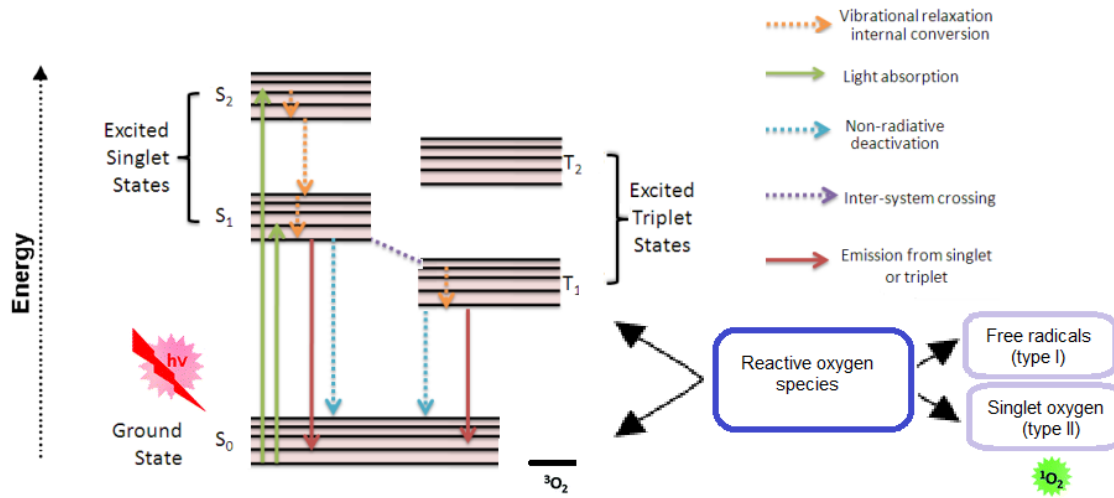 Vibrational relaxation
internal conversion
Light absorption
Non-radiative
deactivation
Inter-system crossing
Emission from singlet
or triplet
Energy
Excited
Singlet
States
S2
S1
T2
T1
Excited
Triplet
States
hv
Ground
State
S0
³O₂
Reactive oxygen
species
Free radicals
(type I)
Singlet oxygen
(type II)
¹O₂